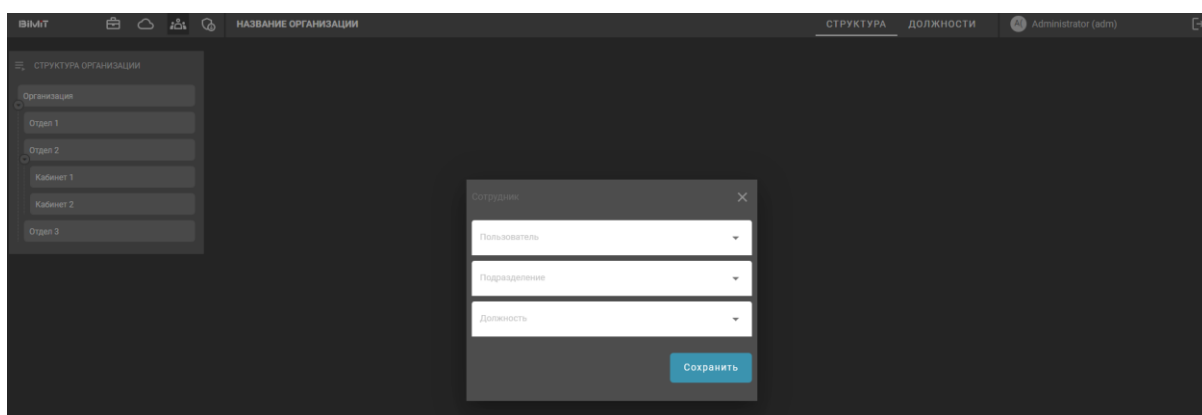 BIMiT
НАЗВАНИЕ ОРГАНИЗАЦИИ
СТРУКТУРА
ДОЛЖНОСТИ
Administrator (adm)
СТРУКТУРА ОРГАНИЗАЦИИ
Организация
Отдел 1
Отдел 2
Кабинет 1
Кабинет 2
Отдел 3
Сотрудник
Пользователь
Подразделение
Должность
Сохранить